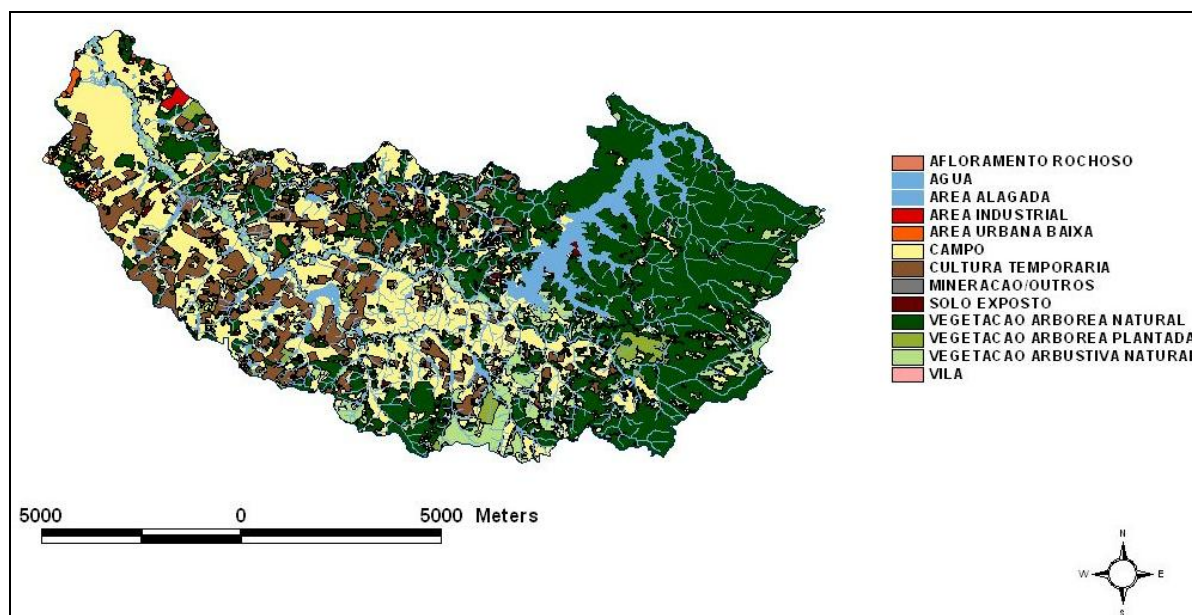 AFLORAMENTO ROCHOSO
AGUA
AREA ALAGADA
AREA INDUSTRIAL
AREA URBANA BAIXA
CAMPO
CULTURA TEMPORARIA
MINERACAO/OUTROS
SOLO EXPOSTO
VEGETACAO ARBOREA NATURAL
VEGETACAO ARBOREA PLANTADA
VEGETACAO ARBUSTIVA NATURAL
VILA
5000 0 5000 Meters
N
W E
S